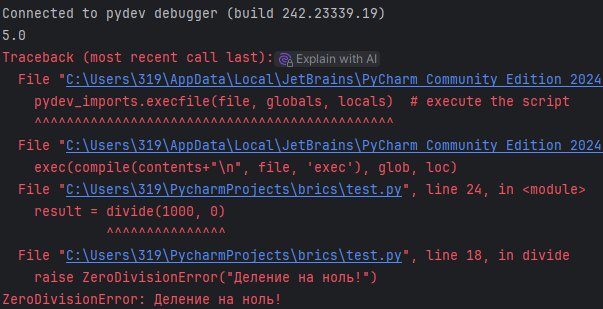 Connected to pydev debugger (build 242.23339.19)
5.0
Traceback (most recent call last): Explain with AI
  File "C:\Users\319\AppData\Local\JetBrains\PyCharm Community Edition 2024
    pydev_imports.execfile(file, globals, locals)  # execute the script
    ^^^^^^^^^^^^^^^^^^^^^^^^^^^^^^^^^^^^^^^^^^^^^
  File "C:\Users\319\AppData\Local\JetBrains\PyCharm Community Edition 2024
    exec(compile(contents+"\n", file, 'exec'), glob, loc)
  File "C:\Users\319\PycharmProjects\brics\test.py", line 24, in <module>
    result = divide(1000, 0)
             ^^^^^^^^^^^^^^^
  File "C:\Users\319\PycharmProjects\brics\test.py", line 18, in divide
    raise ZeroDivisionError("Деление на ноль!")
ZeroDivisionError: Деление на ноль!